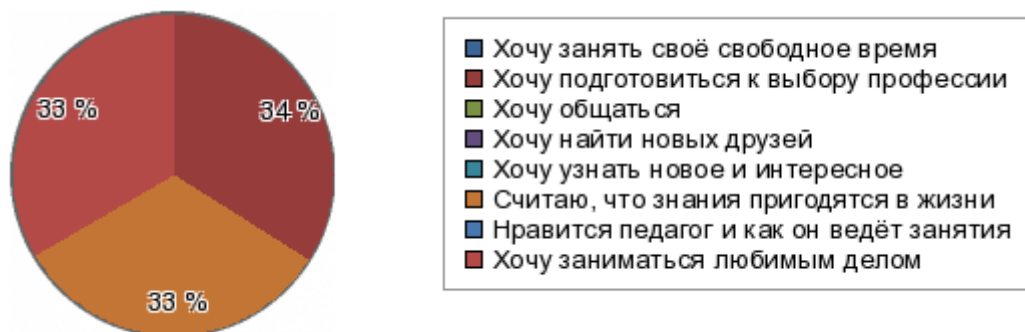 33 %
34 %
33 %
Хочу занять своё свободное время
Хочу подготовиться к выбору профессии
Хочу общаться
Хочу найти новых друзей
Хочу узнать новое и интересное
Считаю, что знания пригодятся в жизни
Нравится педагог и как он ведёт занятия
Хочу заниматься любимым делом